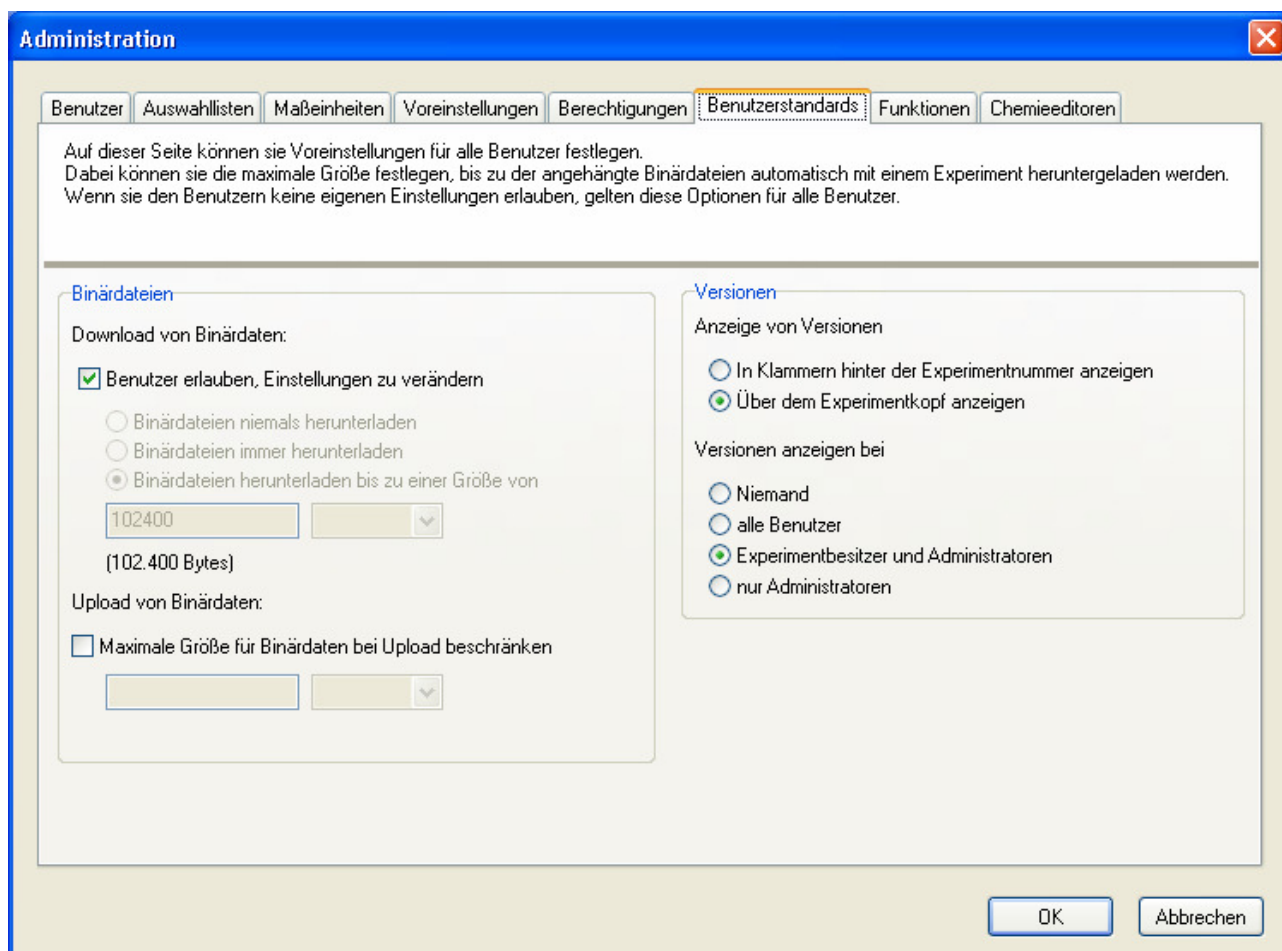 Administration
Benutzer
Auswahllisten
Maßeinheiten
Voreinstellungen
Berechtigungen
Benutzerstandards
Funktionen
Chemieeditoren
Auf dieser Seite können sie Voreinstellungen für alle Benutzer festlegen.
Dabei können sie die maximale Größe festlegen, bis zu der angehängte Binärdateien automatisch mit einem Experiment heruntergeladen werden.
Wenn sie den Benutzern keine eigenen Einstellungen erlauben, gelten diese Optionen für alle Benutzer.
Binärdateien
Download von Binärdaten:
Benutzer erlauben, Einstellungen zu verändern
Binärdateien niemals herunterladen
Binärdateien immer herunterladen
Binärdateien herunterladen bis zu einer Größe von
102400
(102.400 Bytes)
Upload von Binärdaten:
Maximale Größe für Binärdaten bei Upload beschränken
Versionen
Anzeige von Versionen
In Klammern hinter der Experimentnummer anzeigen
Über dem Experimentkopf anzeigen
Versionen anzeigen bei
Niemand
alle Benutzer
Experimentbesitzer und Administratoren
nur Administratoren
OK
Abbrechen